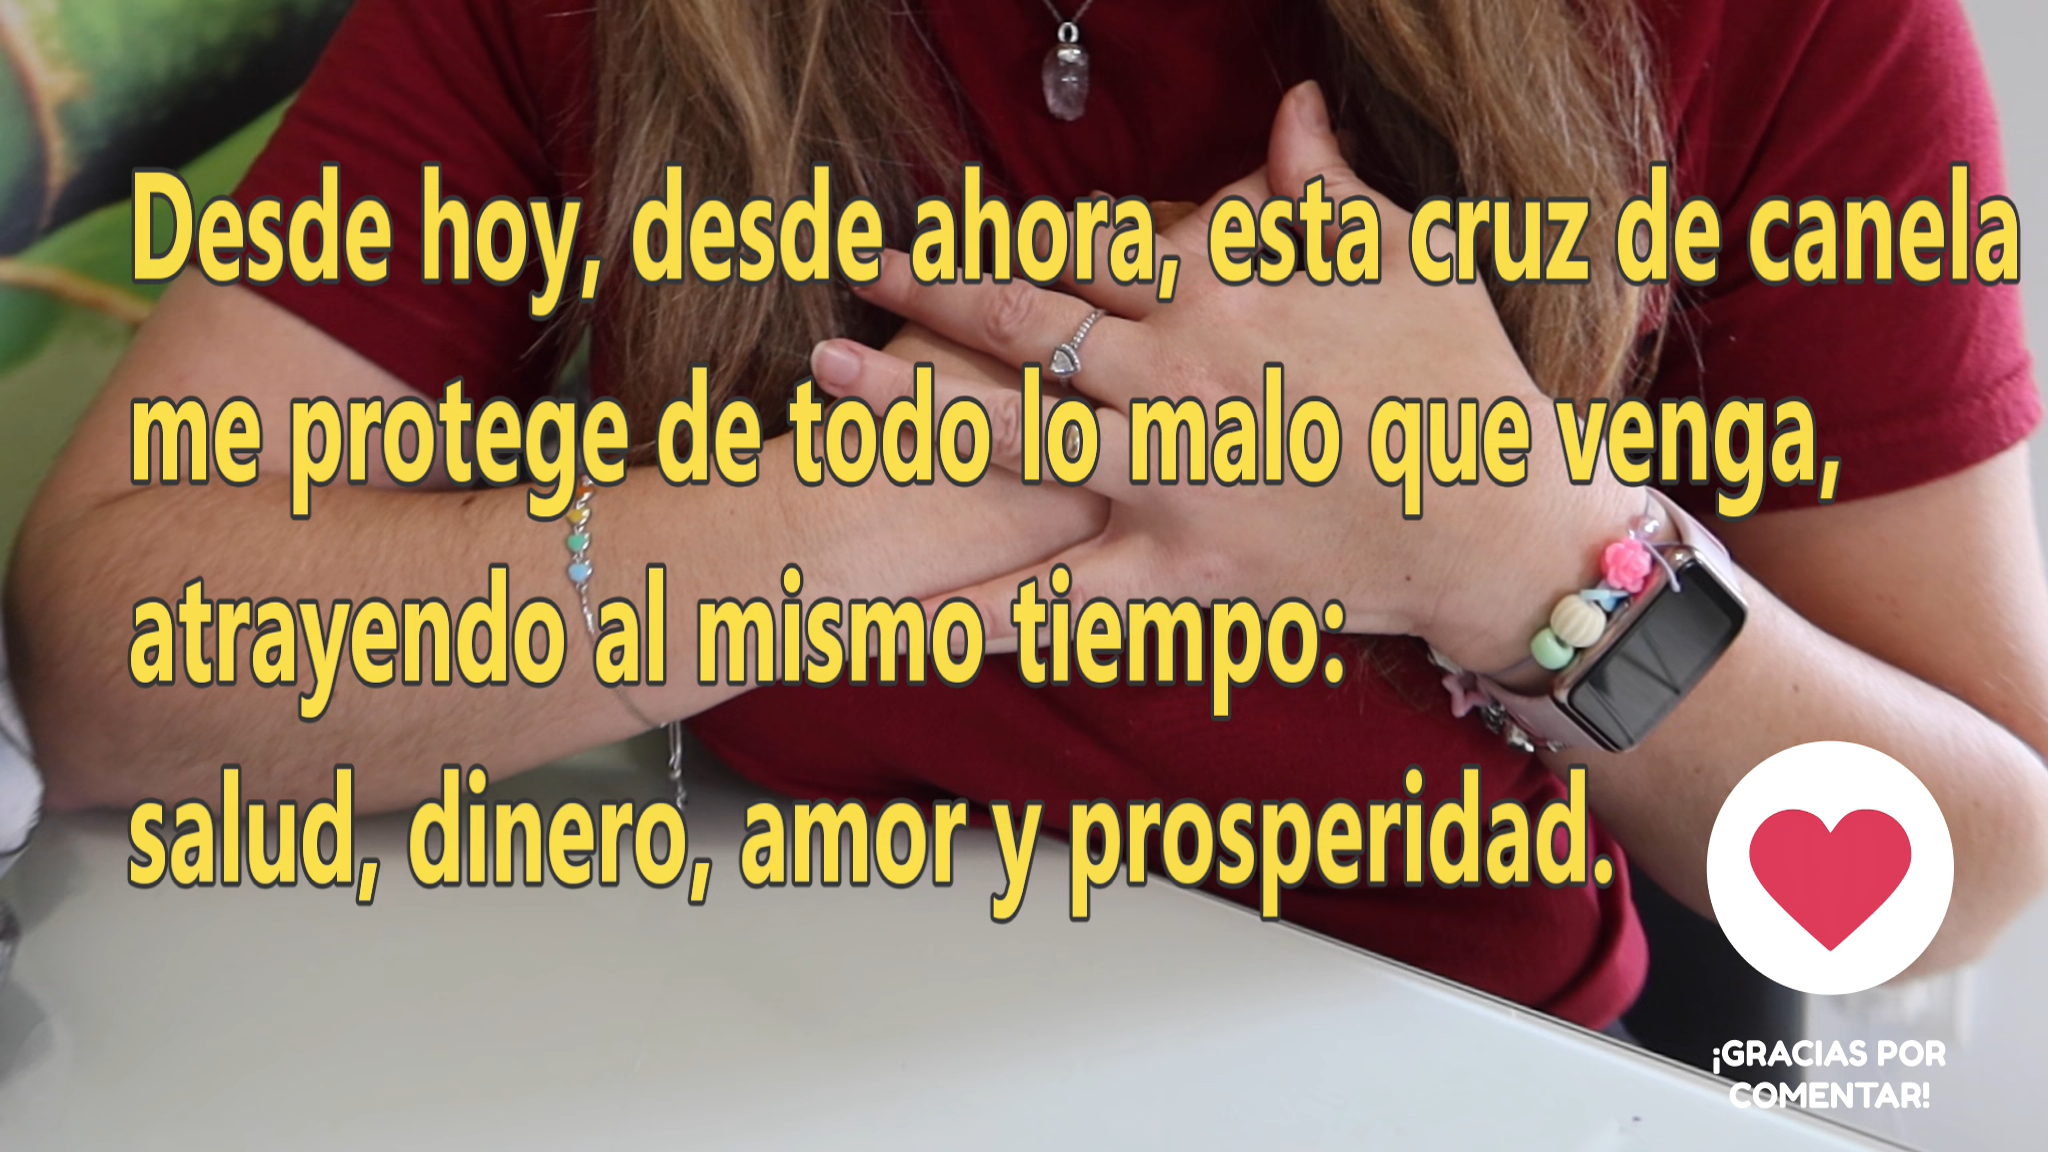 Desde hoy, desde ahora, esta cruz de canela
me protege de todo lo malo que venga,
atrayendo al mismo tiempo:
salud, dinero, amor y prosperidad.
¡GRACIAS POR
COMENTAR!